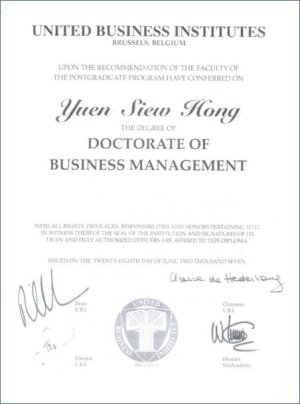 UNITED BUSINESS INSTITUTES
BRUSSELS, BELGIUM
UPON THE RECOMMENDATION OF THE FACULTY OF
THE POSTGRADUATE PROGRAM HAVE CONFERRED ON
Yuen Siew Hong
THE DEGREE OF
DOCTORATE OF
BUSINESS MANAGEMENT
WITH ALL RIGHTS, PRIVILEGES, RESPONSIBILITIES AND HONORS PERTAINING TO IT
IN WITNESS THEREOF THE SEAL OF THE INSTITUTION AND SIGNATURES OF ITS
DEAN AND DULY AUTHORIZED OFFICERS ARE AFFIXED TO THIS DIPLOMA.
ISSUED ON THE TWENTY-EIGHTH DAY OF JUNE, TWO THOUSAND SEVEN
Dean
U.B.I.
Chairman
U.B.I.
UNITED
BUSINESS
INSTITUTES
Director
U.B.I.
Director
NetAcademy